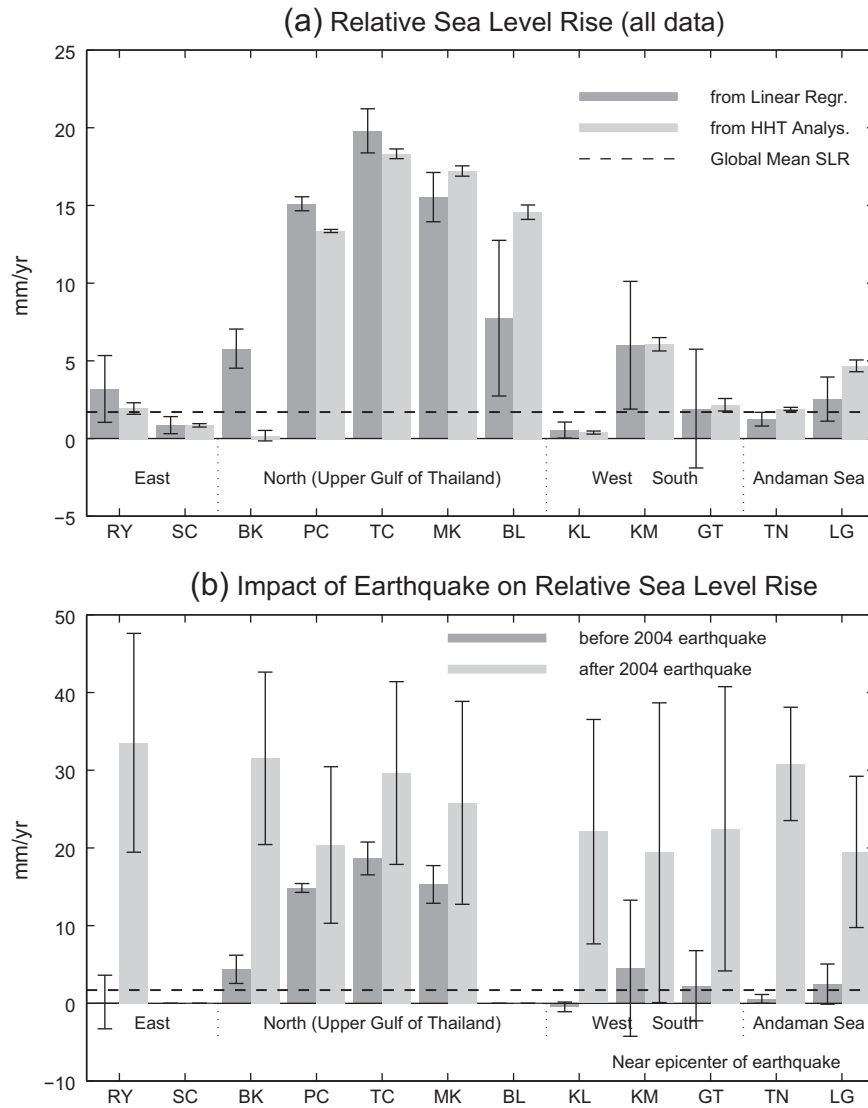 (a) Relative Sea Level Rise (all data)
25
20
15
10
5
0
−5
mm/yr
from Linear Regr.
from HHT Analys.
Global Mean SLR
East North (Upper Gulf of Thailand) West South Andaman Sea
RY SC BK PC TC MK BL KL KM GT TN LG
(b) Impact of Earthquake on Relative Sea Level Rise
50
40
30
20
10
0
−10
mm/yr
before 2004 earthquake
after 2004 earthquake
East North (Upper Gulf of Thailand) West South Andaman Sea
Near epicenter of earthquake
RY SC BK PC TC MK BL KL KM GT TN LG